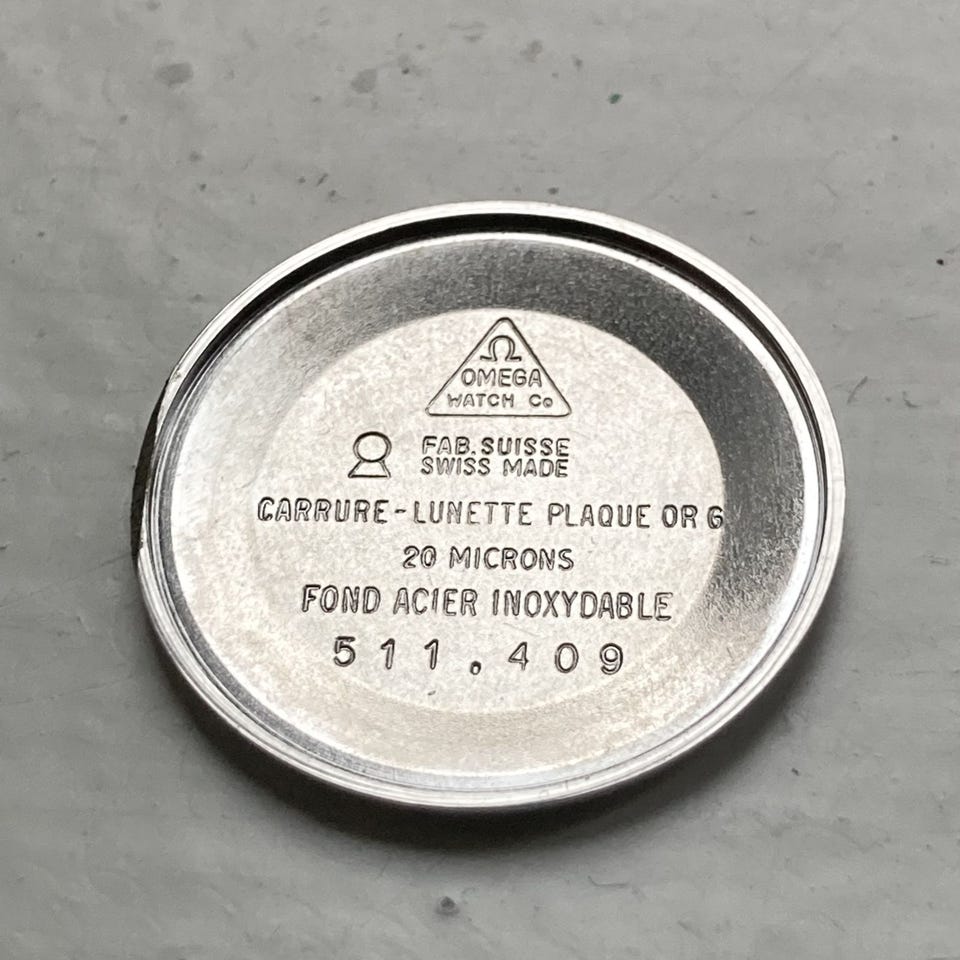 Ω
OMEGA
WATCH Co
FAB. SUISSE
SWISS MADE
CARRURE-LUNETTE PLAQUE OR G
20 MICRONS
FOND ACIER INOXYDABLE
511.409